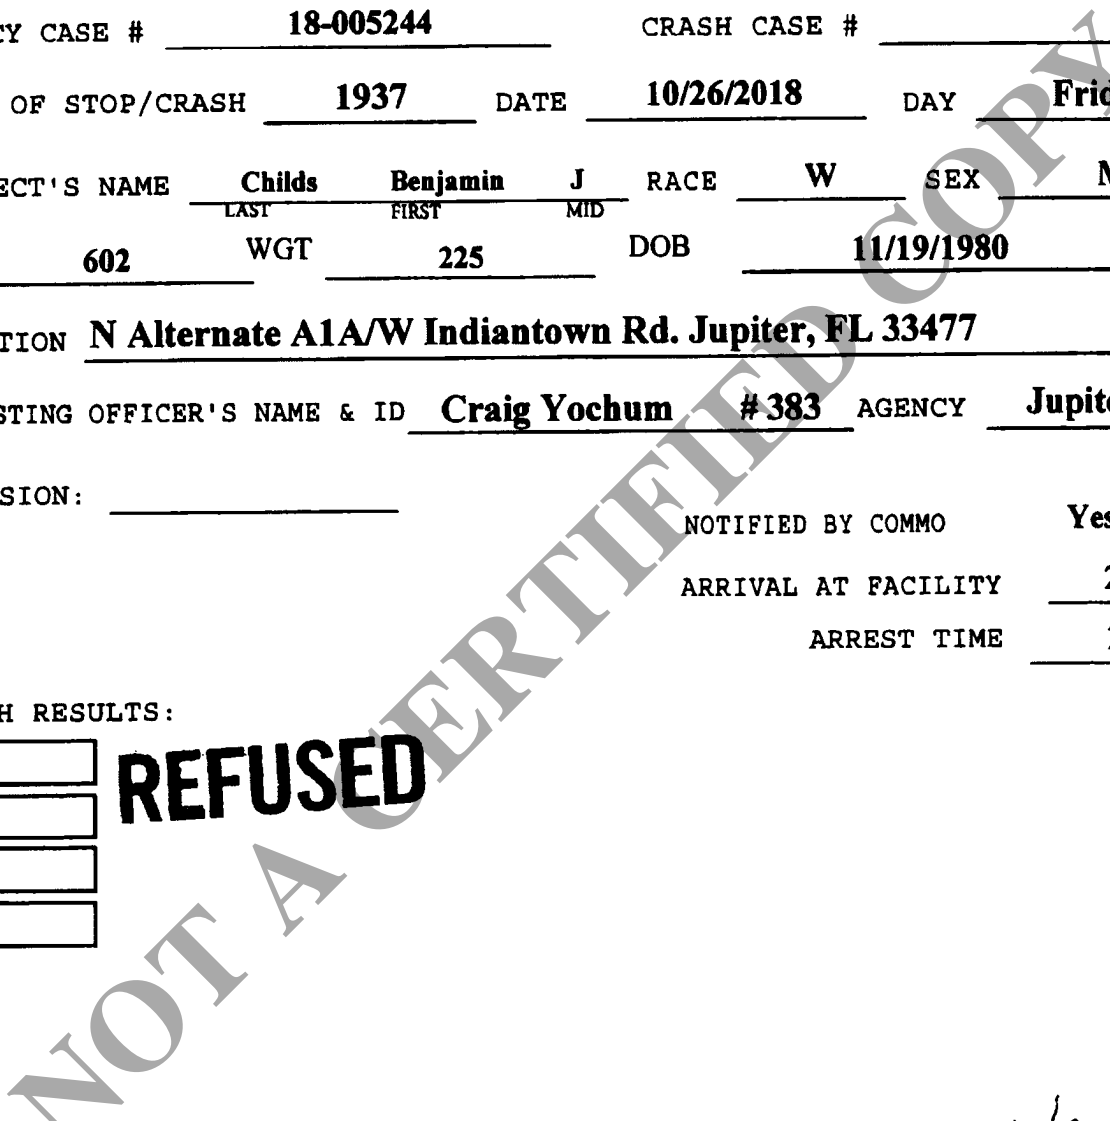 CY CASE # 18-005244 CRASH CASE #
OF STOP/CRASH 1937 DATE 10/26/2018 DAY Frid
ECT'S NAME Childs Benjamin J RACE W SEX M
LAST FIRST MID
602 WGT 225 DOB 11/19/1980
TION N Alternate A1A/W Indiantown Rd. Jupiter, FL 33477
STING OFFICER'S NAME & ID Craig Yochum #383 AGENCY Jupite
SION:
NOTIFIED BY COMMO Yes
ARRIVAL AT FACILITY 2
ARREST TIME
H RESULTS:
REFUSED
NOT A CERTIFIED COPY